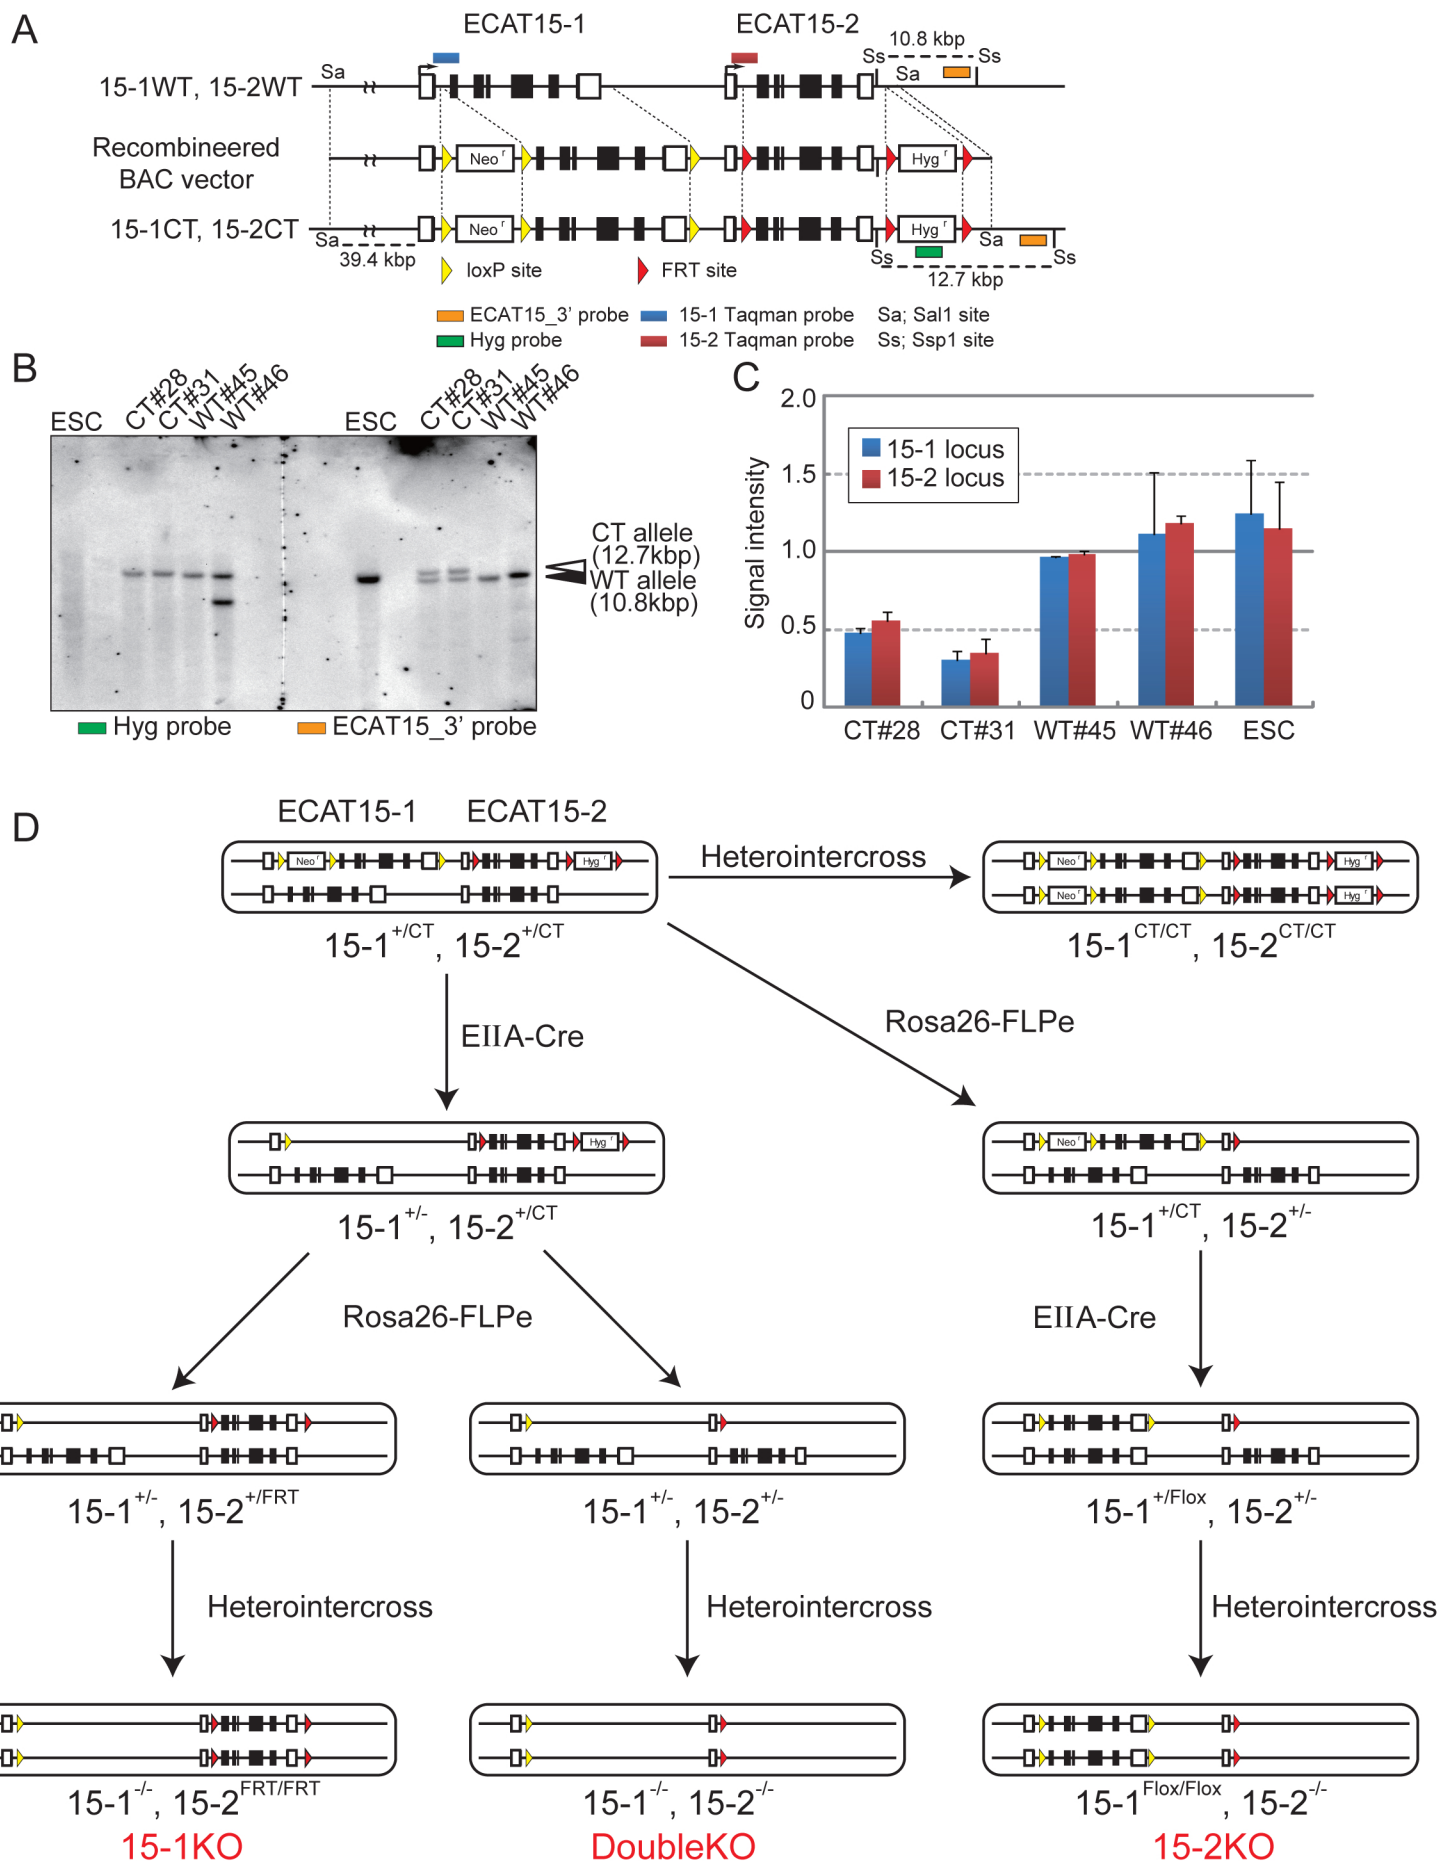 A
ECAT15-1 ECAT15-2
10.8 kbp
Ss Ss
Sa Sa
15-1WT, 15-2WT
Recombineered
BAC vector
Neo r Hyg r
15-1CT, 15-2CT
Neo r Hyg r
Sa Sa
39.4 kbp Ss Ss
12.7 kbp
loxP site FRT site
ECAT15_3' probe 15-1 Taqman probe Sa; Sal1 site
Hyg probe 15-2 Taqman probe Ss; Ssp1 site
B
ESC CT#28 CT#31 WT#45 WT#46 ESC CT#28 CT#31 WT#45 WT#46
CT allele
(12.7kbp)
WT allele
(10.8kbp)
Hyg probe ECAT15_3' probe
C
2.0
1.5
1.0
0.5
0
Signal intensity
15-1 locus
15-2 locus
CT#28 CT#31 WT#45 WT#46 ESC
D
ECAT15-1 ECAT15-2
Neo r Hyg r
Heterointercross
Neo r Hyg r
Neo r Hyg r
15-1+/CT, 15-2+/CT
15-1CT/CT, 15-2CT/CT
EIIA-Cre
Rosa26-FLPe
Hyg r
Neo r
15-1+/-, 15-2+/CT
15-1+/CT, 15-2+/-
Rosa26-FLPe
EIIA-Cre
15-1+/-, 15-2+/FRT
15-1+/-, 15-2+/-
15-1+/Flox, 15-2+/-
Heterointercross
Heterointercross
Heterointercross
15-1-/-, 15-2FRT/FRT
15-1-/-, 15-2-/-
15-1Flox/Flox, 15-2-/-
15-1KO
DoubleKO
15-2KO